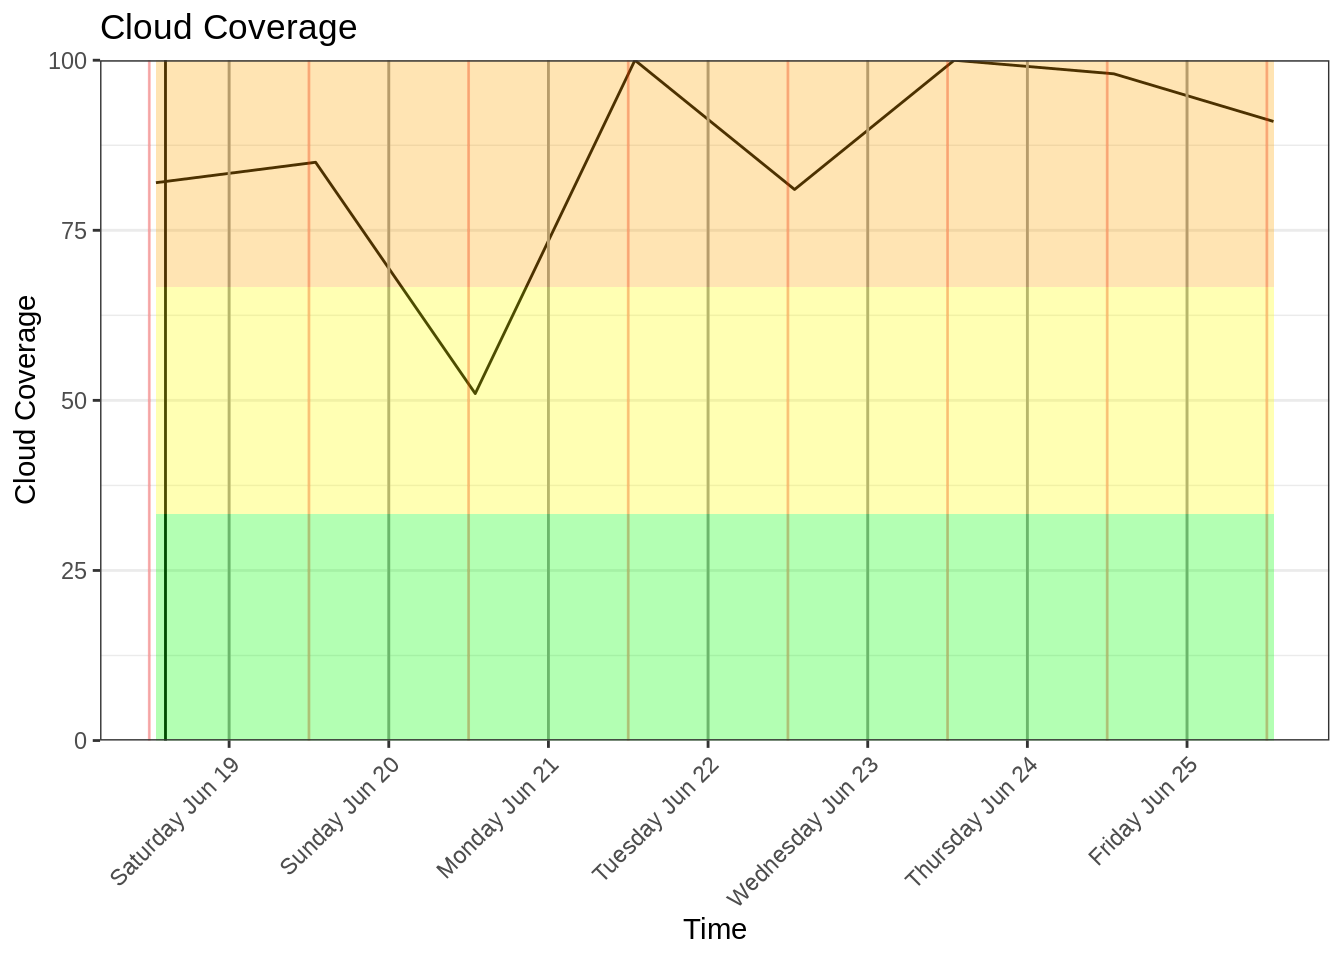 Cloud Coverage
100
75
50
25
0
Cloud Coverage
Saturday Jun 19
Sunday Jun 20
Monday Jun 21
Tuesday Jun 22
Wednesday Jun 23
Thursday Jun 24
Friday Jun 25
Time